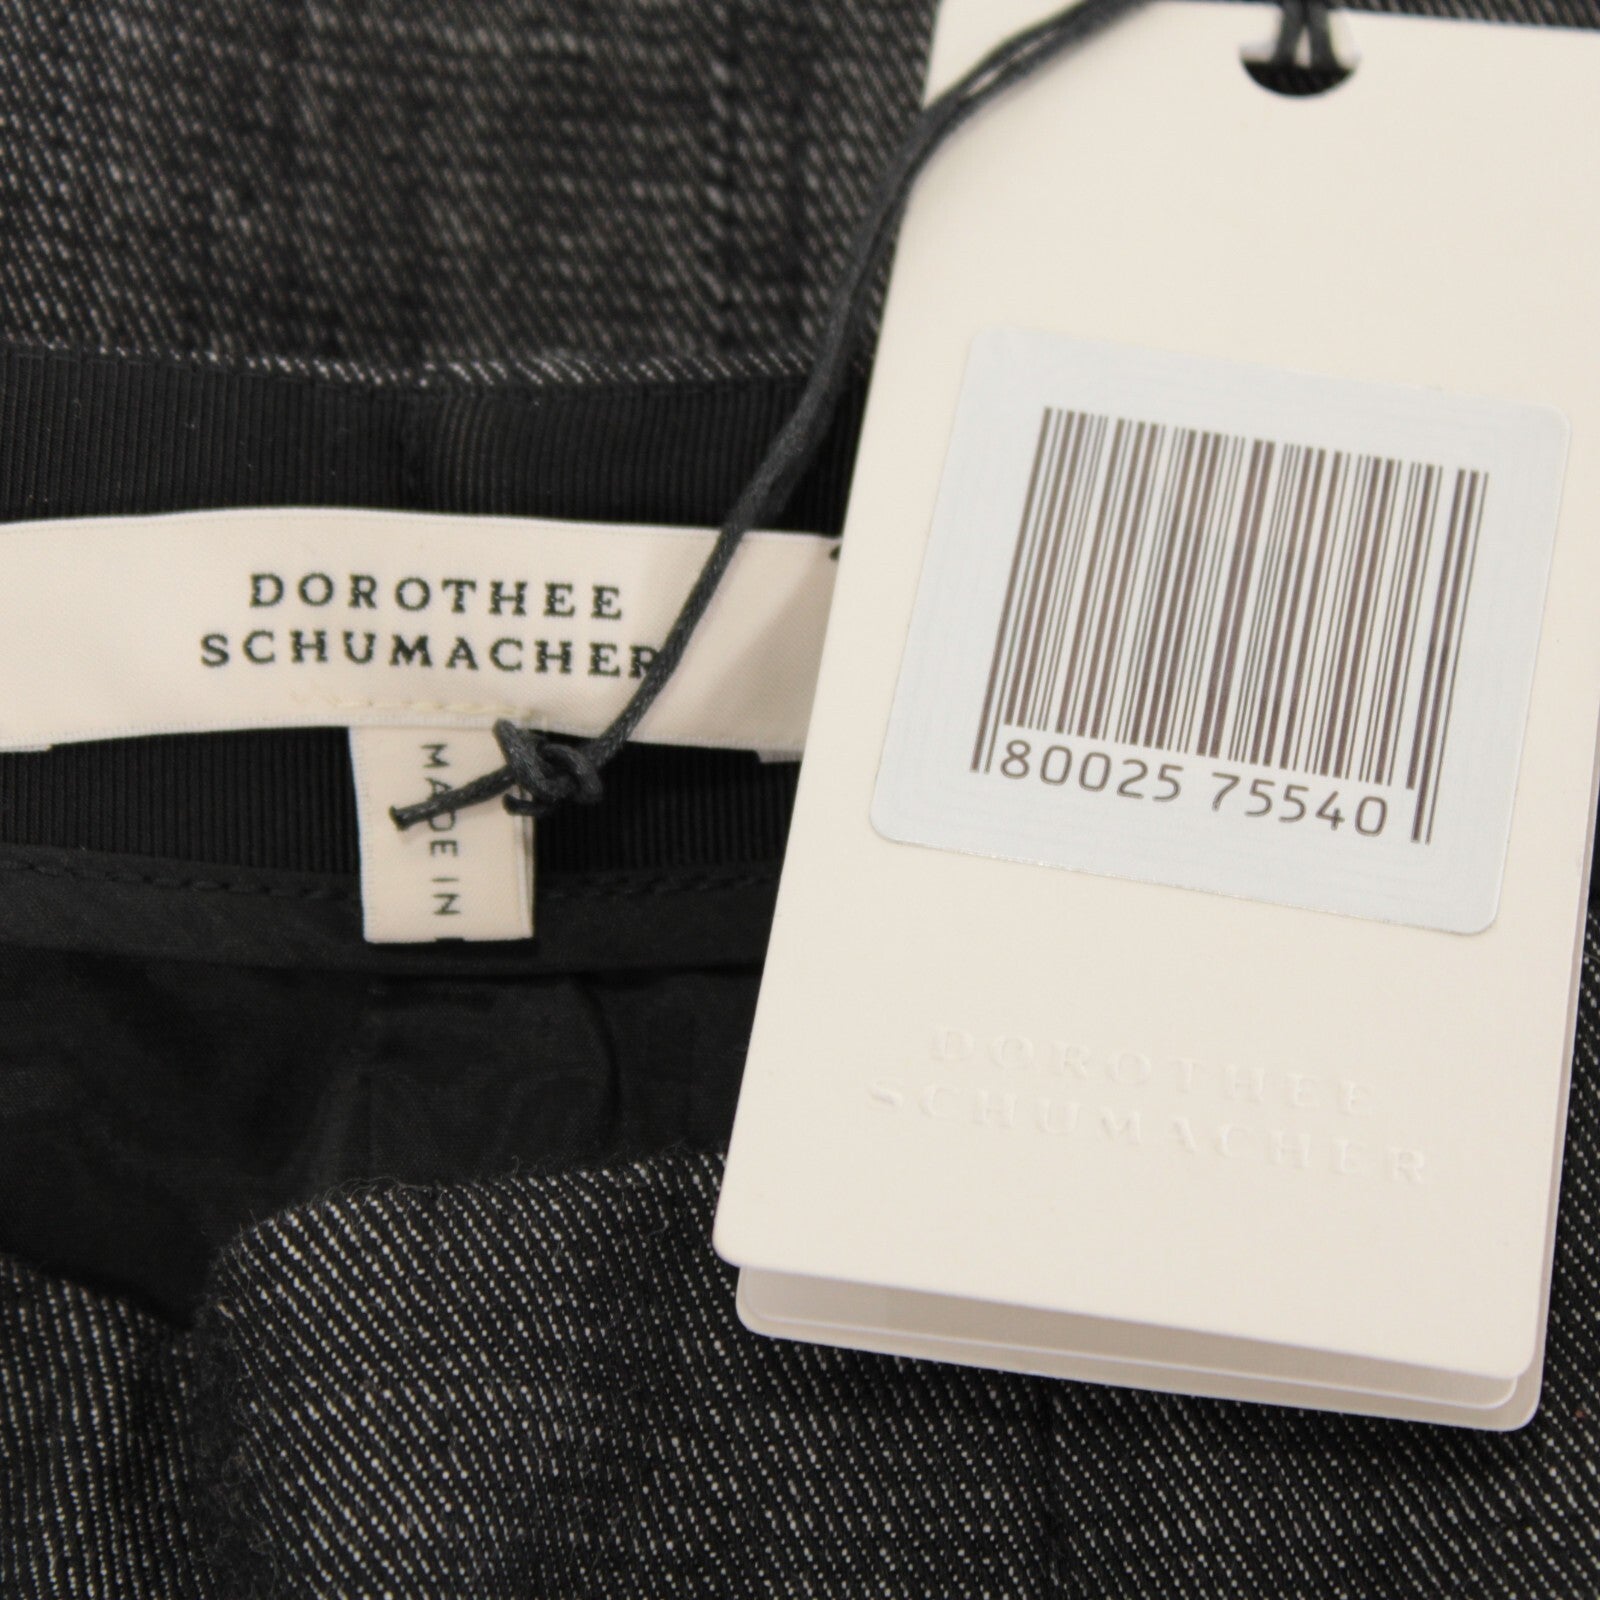 DOROTHEE
SCHUMACHER
MADE IN
80025 75540
DOROTHEE
SCHUMACHER